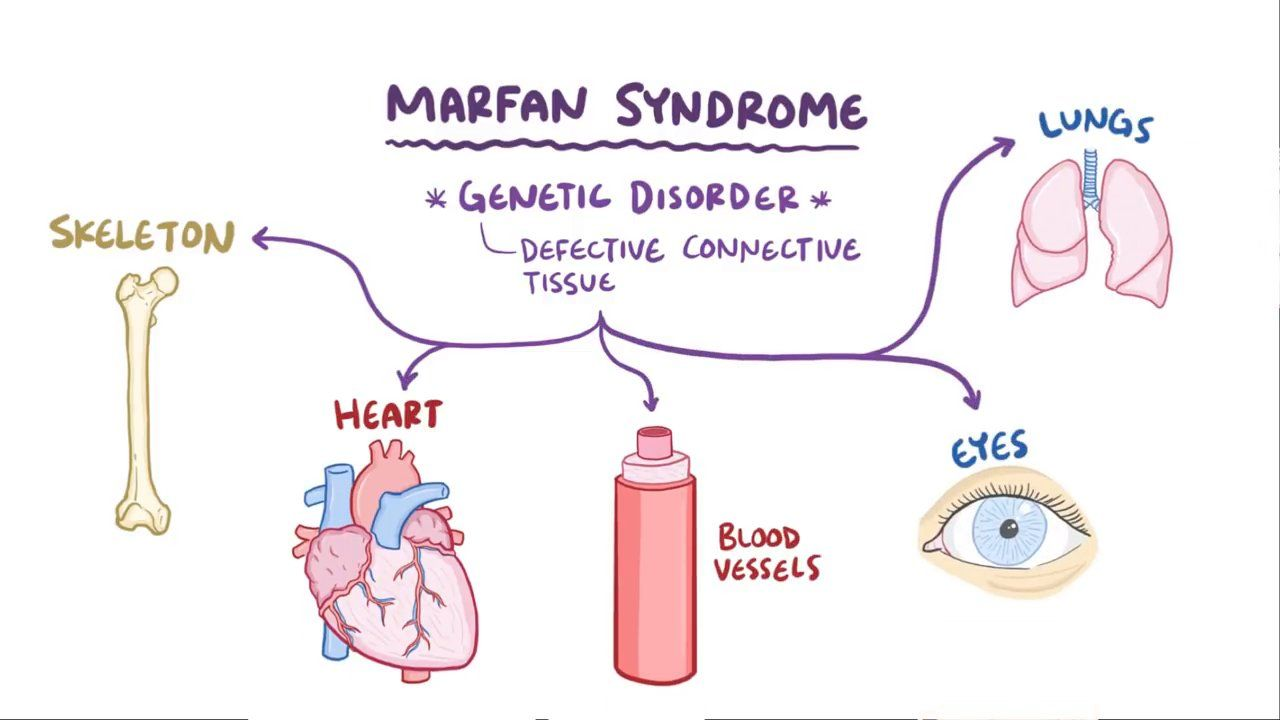 MARFAN SYNDROME
* GENETIC DISORDER *
DEFECTIVE CONNECTIVE
TISSUE
SKELETON
LUNGS
HEART
BLOOD
VESSELS
EYES